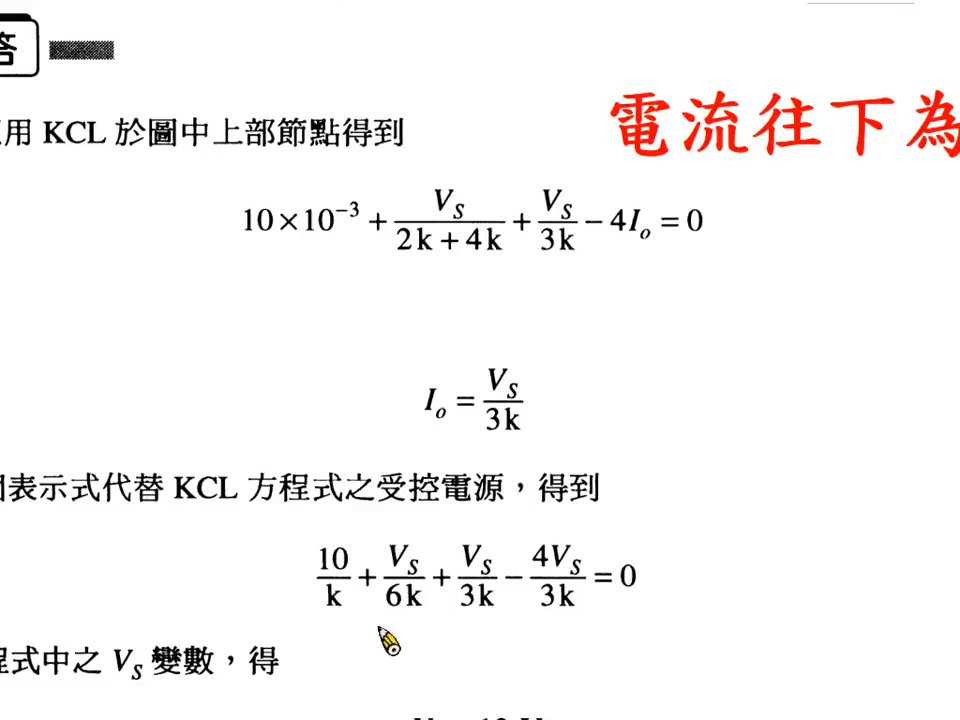 答
用 KCL 於圖中上部節點得到
電流往下為
10×10⁻³ + V_S/(2k+4k) + V_S/3k − 4I_o = 0
I_o = V_S/3k
表示式代替 KCL 方程式之受控電源，得到
10/k + V_S/6k + V_S/3k − 4V_S/3k = 0
程式中之 V_S 變數，得